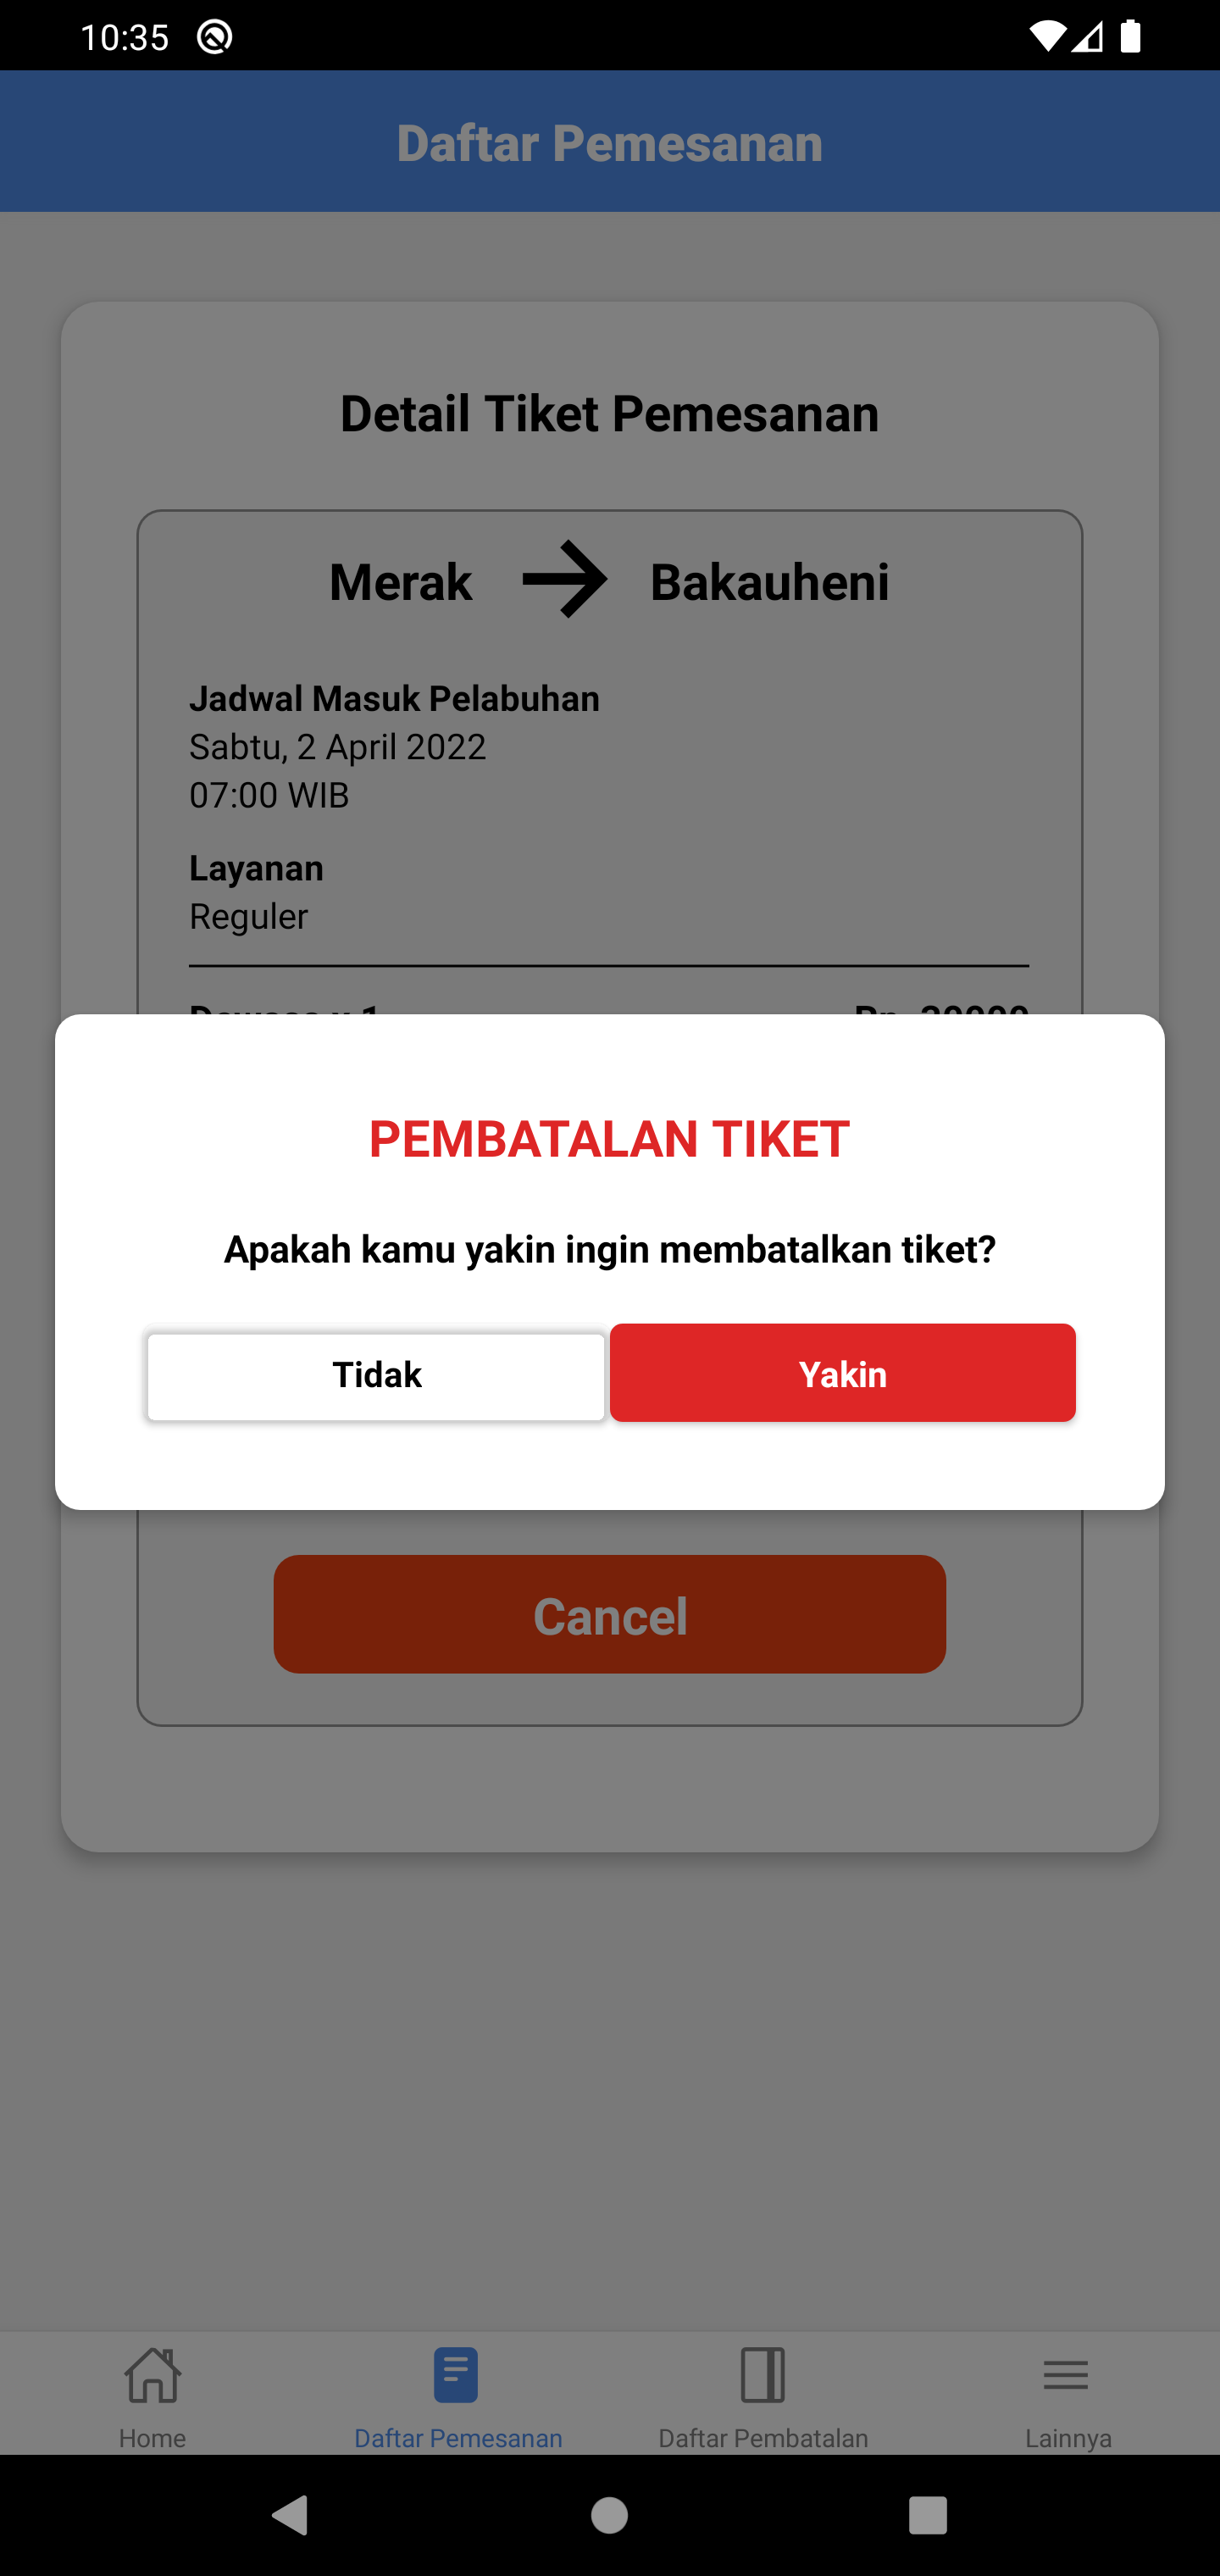 10:35
Daftar Pemesanan
Detail Tiket Pemesanan
Merak Bakauheni
Jadwal Masuk Pelabuhan
Sabtu, 2 April 2022
07:00 WIB
Layanan
Reguler
PEMBATALAN TIKET
Apakah kamu yakin ingin membatalkan tiket?
Tidak Yakin
Cancel
Home Daftar Pemesanan Daftar Pembatalan Lainnya